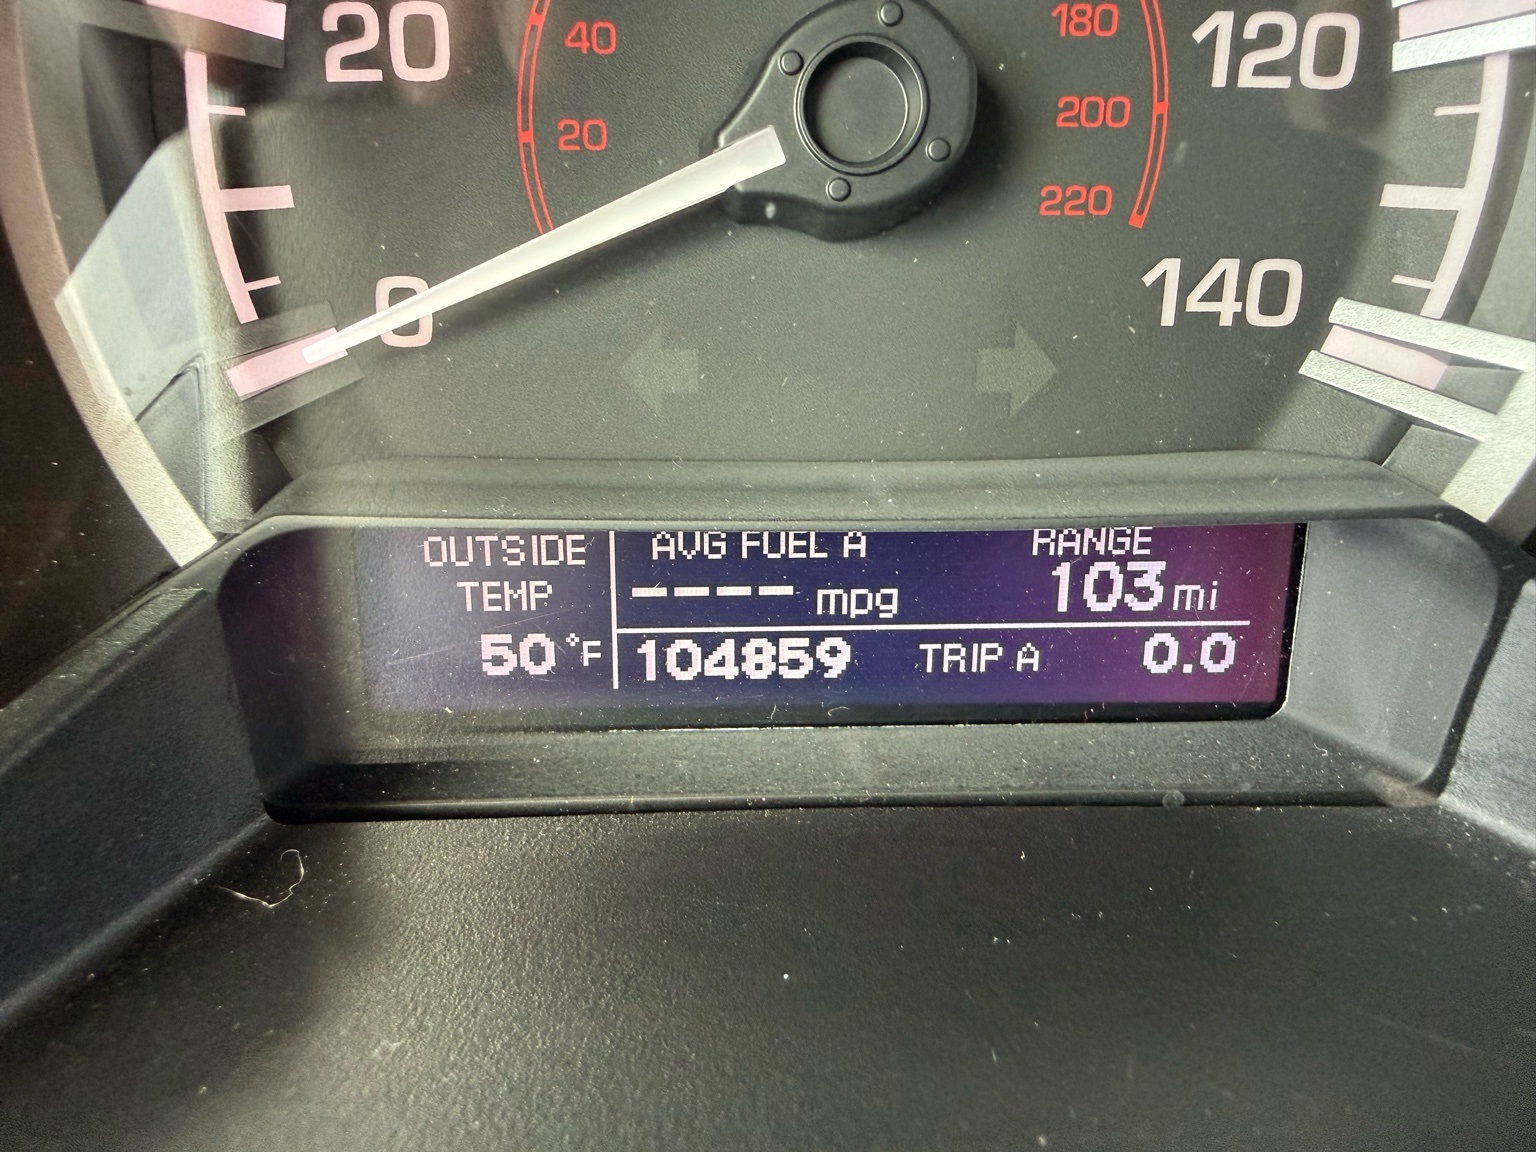 20
40
20
0
180
200
220
120
140
OUTSIDE
TEMP
50°F
AVG FUEL A
---- mpg
RANGE
103 mi
104859 TRIP A 0.0